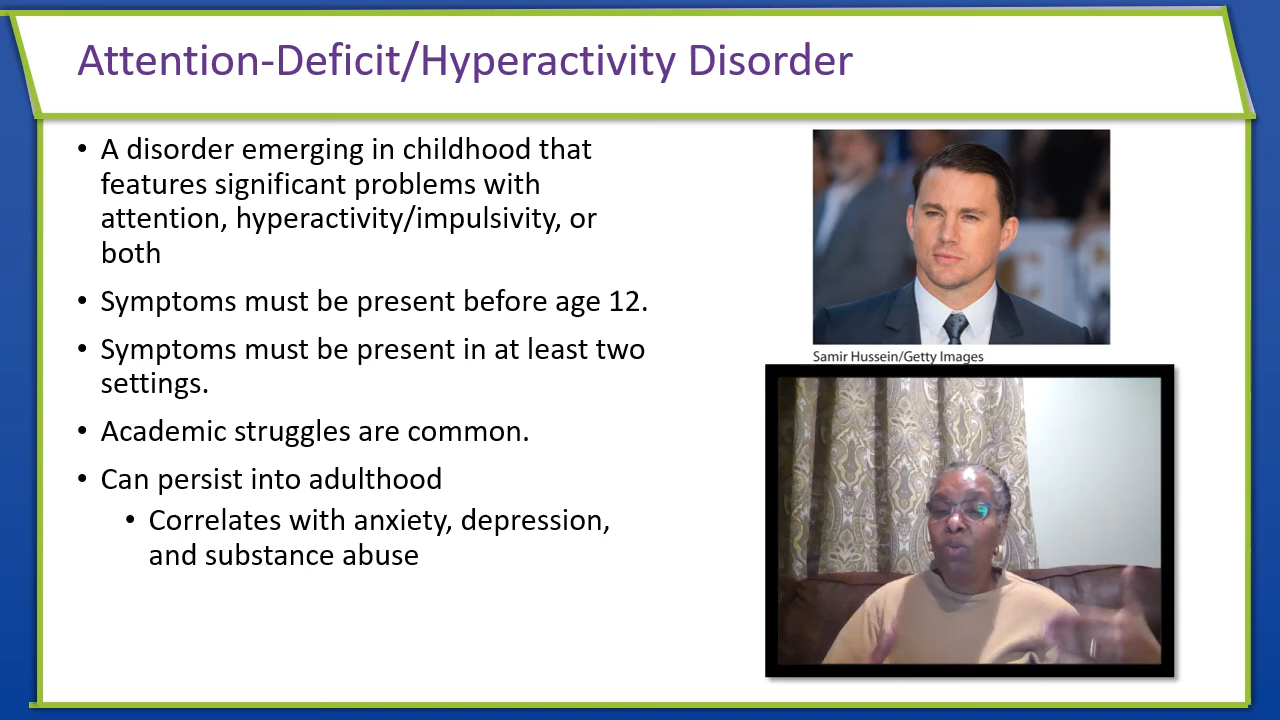 Attention-Deficit/Hyperactivity Disorder
• A disorder emerging in childhood that
features significant problems with
attention, hyperactivity/impulsivity, or
both
• Symptoms must be present before age 12.
• Symptoms must be present in at least two
settings.
• Academic struggles are common.
• Can persist into adulthood
• Correlates with anxiety, depression,
and substance abuse
Samir Hussein/Getty Images